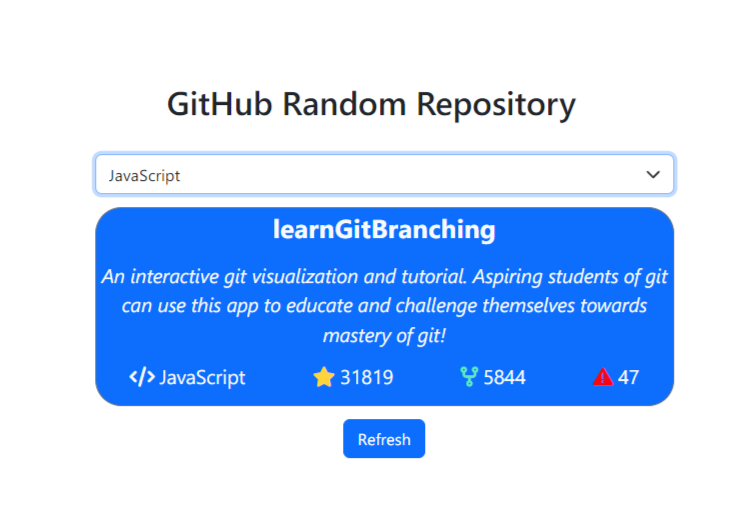 GitHub Random Repository
JavaScript
learnGitBranching
An interactive git visualization and tutorial. Aspiring students of git
can use this app to educate and challenge themselves towards
mastery of git!
JavaScript 31819 5844 47
Refresh